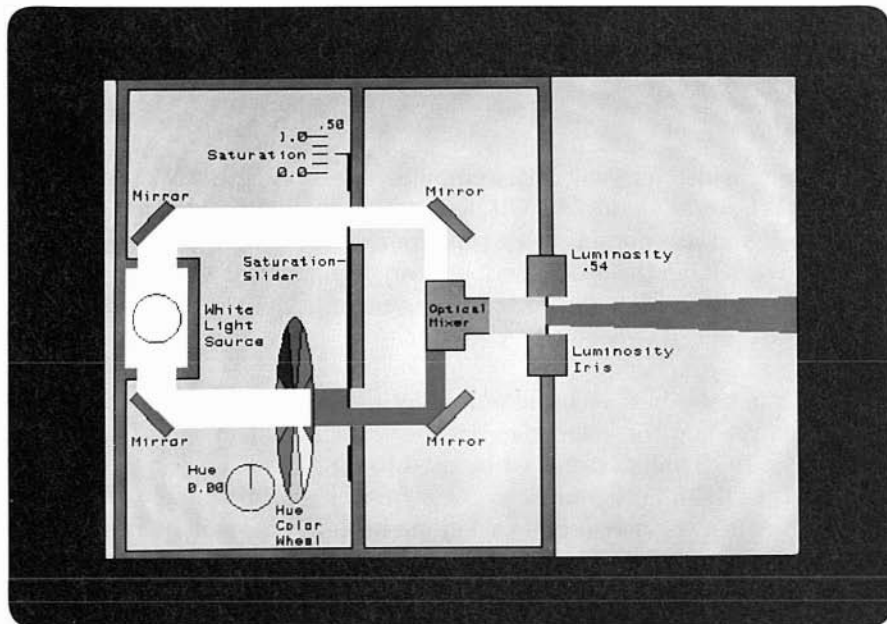 .50
1.0
Saturation
0.0
Mirror
Mirror
Saturation-
Slider
Luminosity
.54
White
Light
Source
Optical
Mixer
Luminosity
Iris
Mirror
Mirror
Hue
0.00
Hue
Color
Wheel